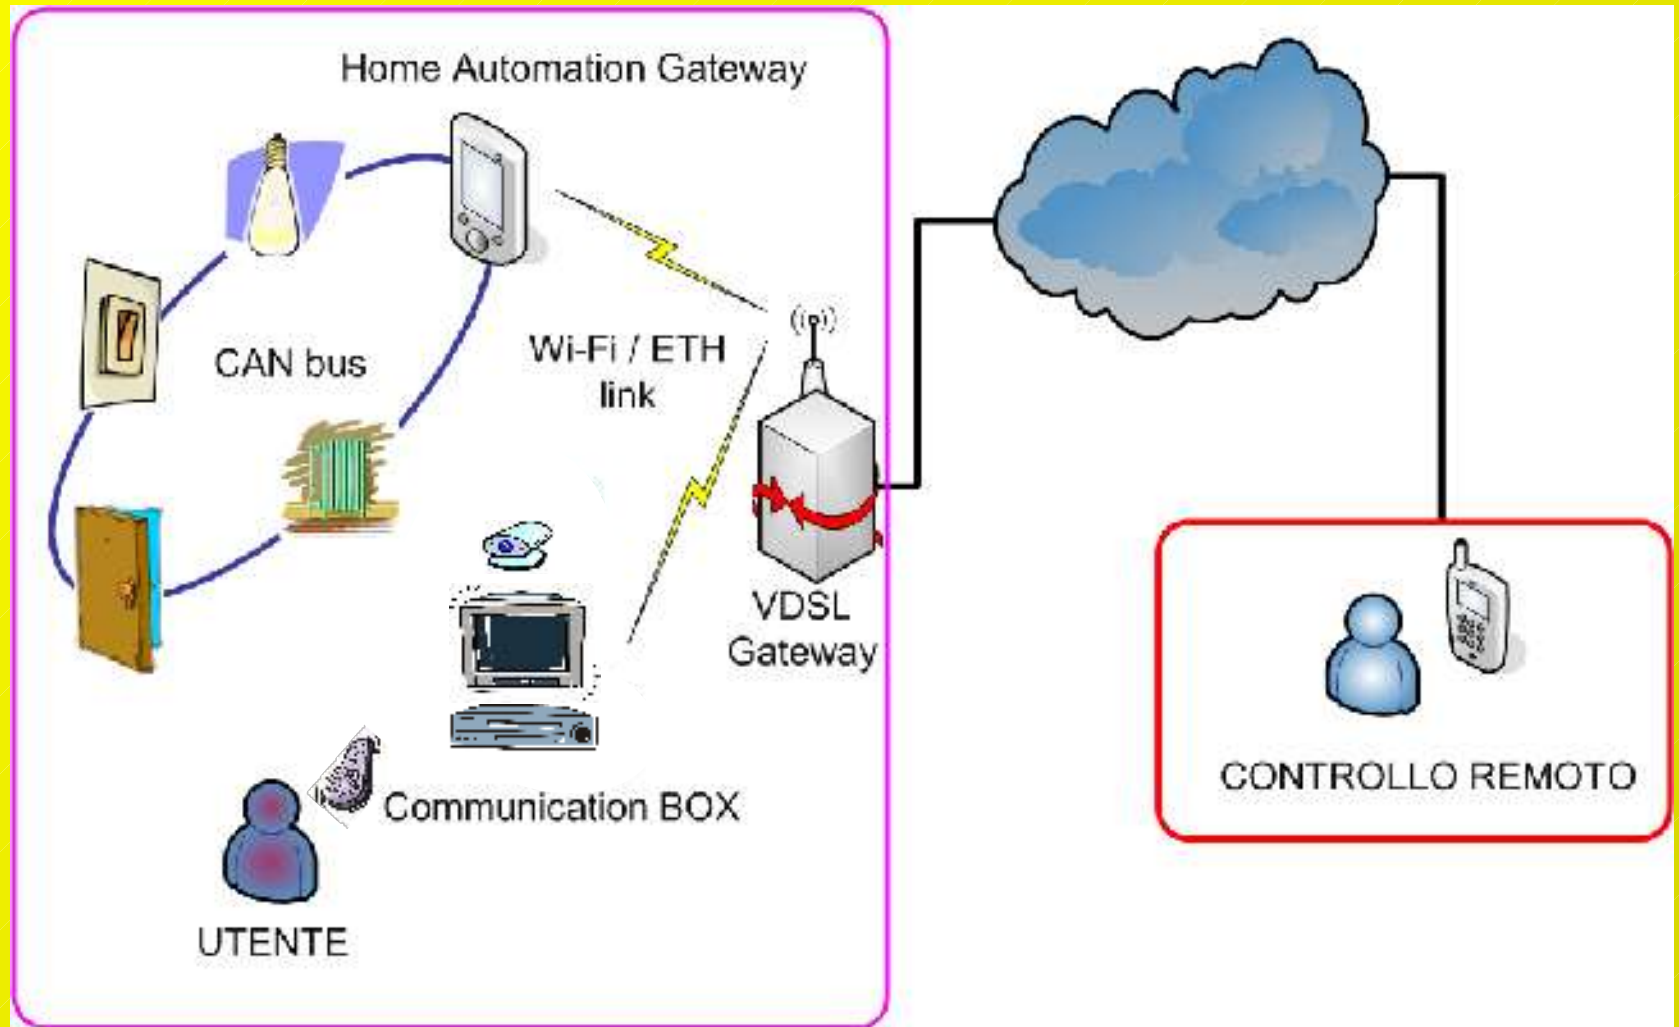 Home Automation Gateway
CAN bus
Wi-Fi / ETH
link
VDSL
Gateway
Communication BOX
UTENTE
CONTROLLO REMOTO